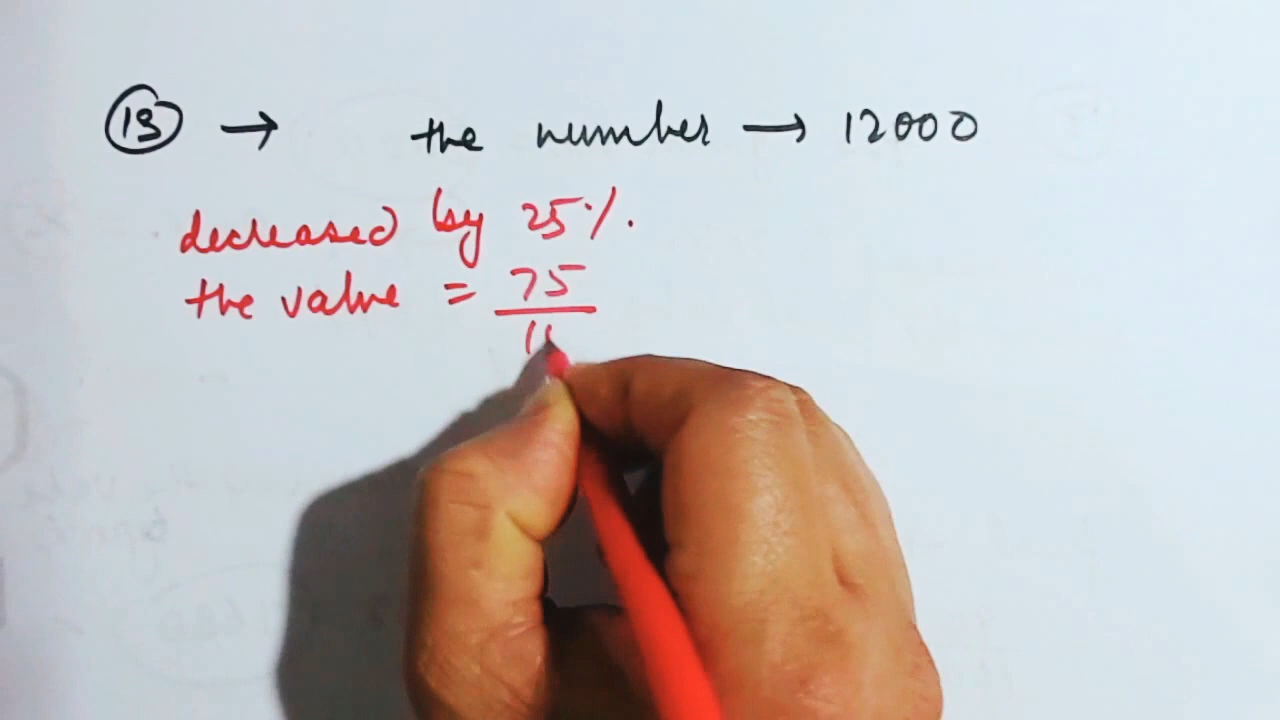 13 → the number → 12000
decreased by 25%.
the value = 75